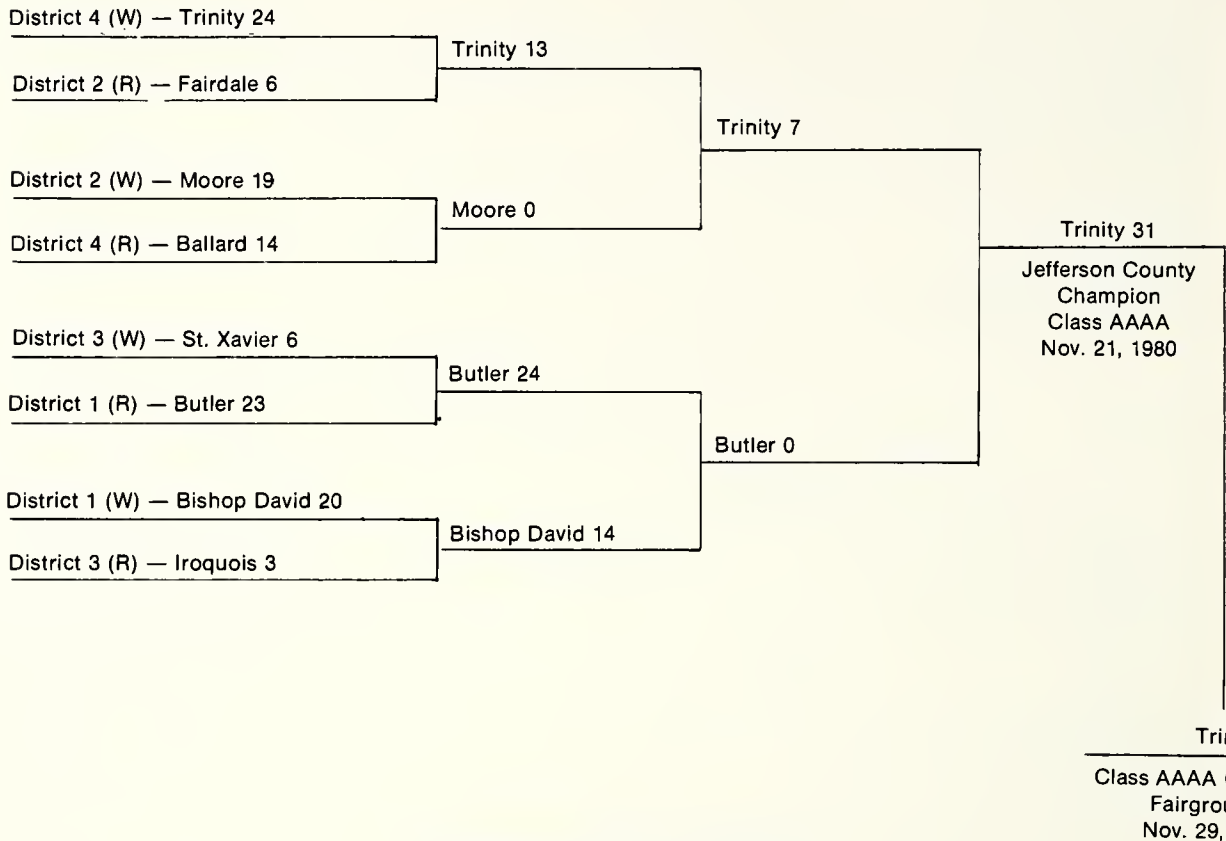 District 4 (W) — Trinity 24
Trinity 13
District 2 (R) — Fairdale 6
Trinity 7
District 2 (W) — Moore 19
Moore 0
District 4 (R) — Ballard 14
Trinity 31
Jefferson County
Champion
Class AAAA
Nov. 21, 1980
District 3 (W) — St. Xavier 6
Butler 24
District 1 (R) — Butler 23
Butler 0
District 1 (W) — Bishop David 20
Bishop David 14
District 3 (R) — Iroquois 3
Class AAAA
Nov. 29,